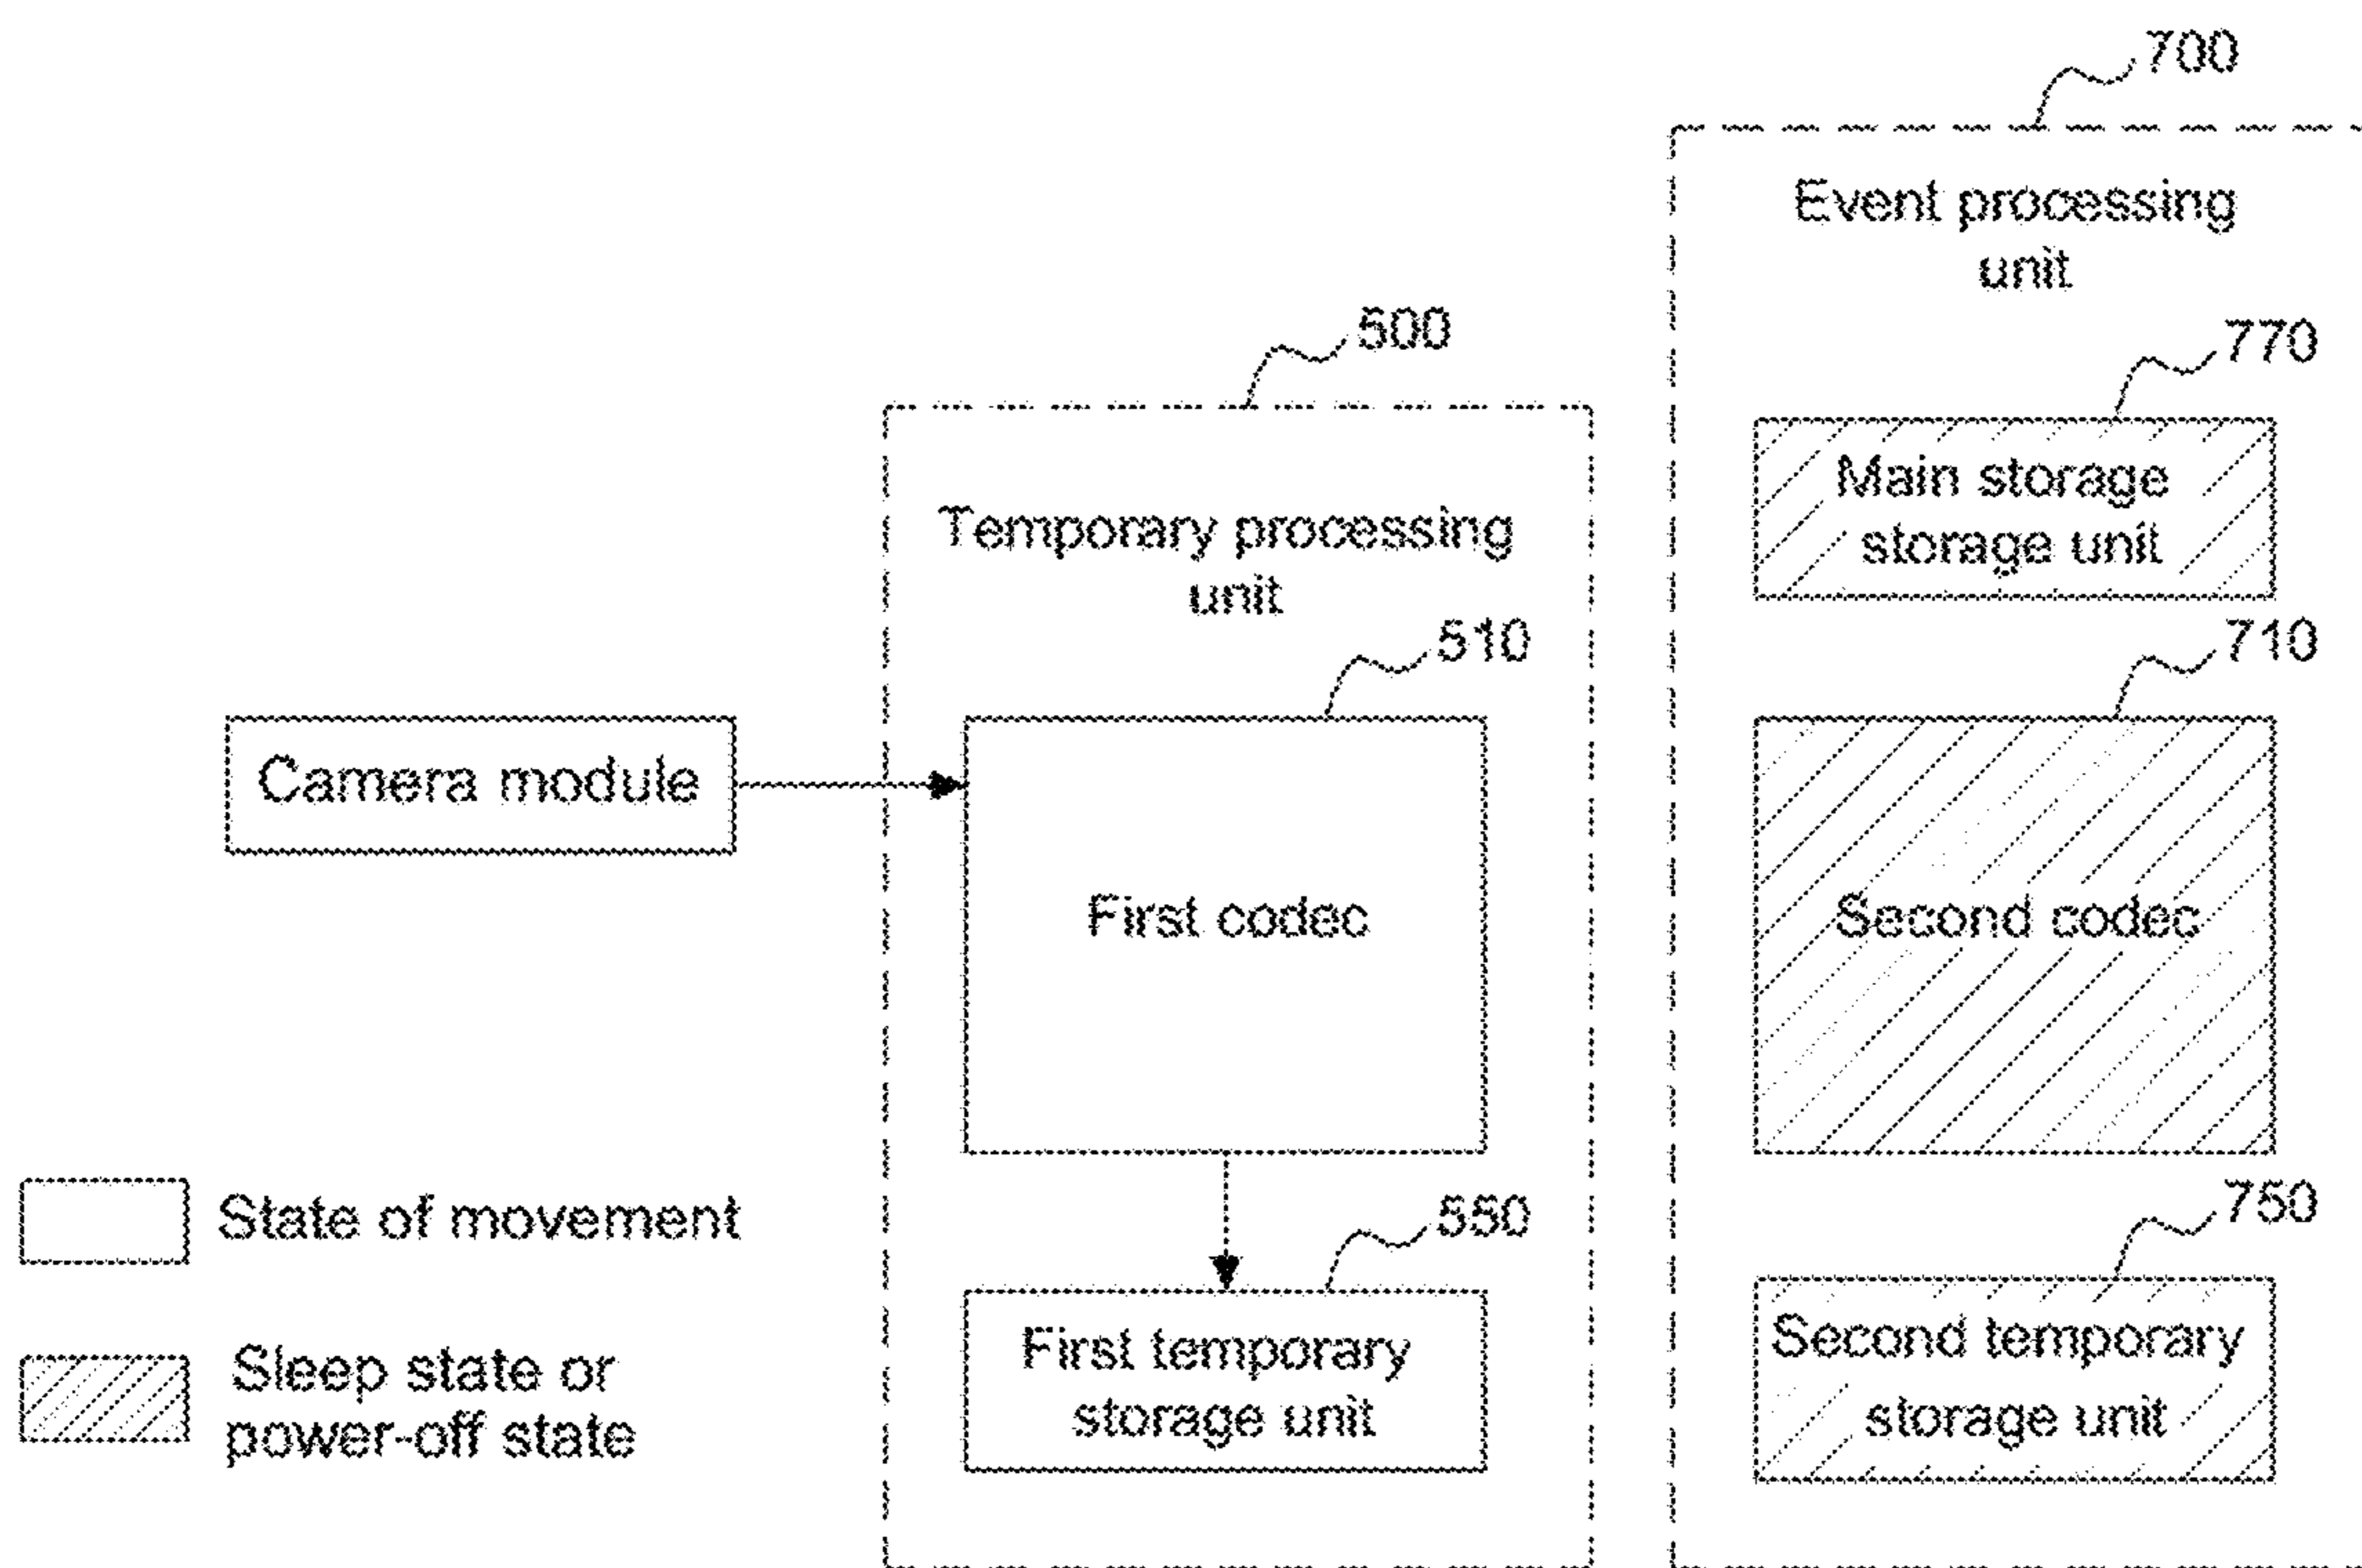 700
Event processing
unit
770
Main storage
storage unit
710
Second codec
750
Second temporary
storage unit
500
Temporary processing
unit
510
First codec
550
First temporary
storage unit
Camera module
State of movement
Sleep state or
power-off state